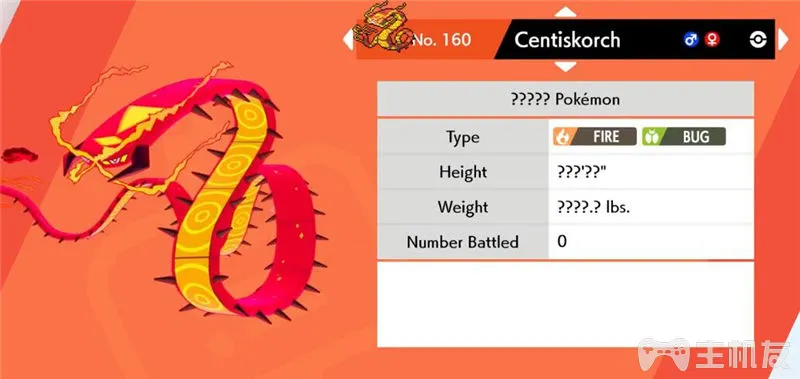 No. 160 Centiskorch
????? Pokémon
Type FIRE BUG
Height ???'??"
Weight ????.? lbs.
Number Battled 0
主机友